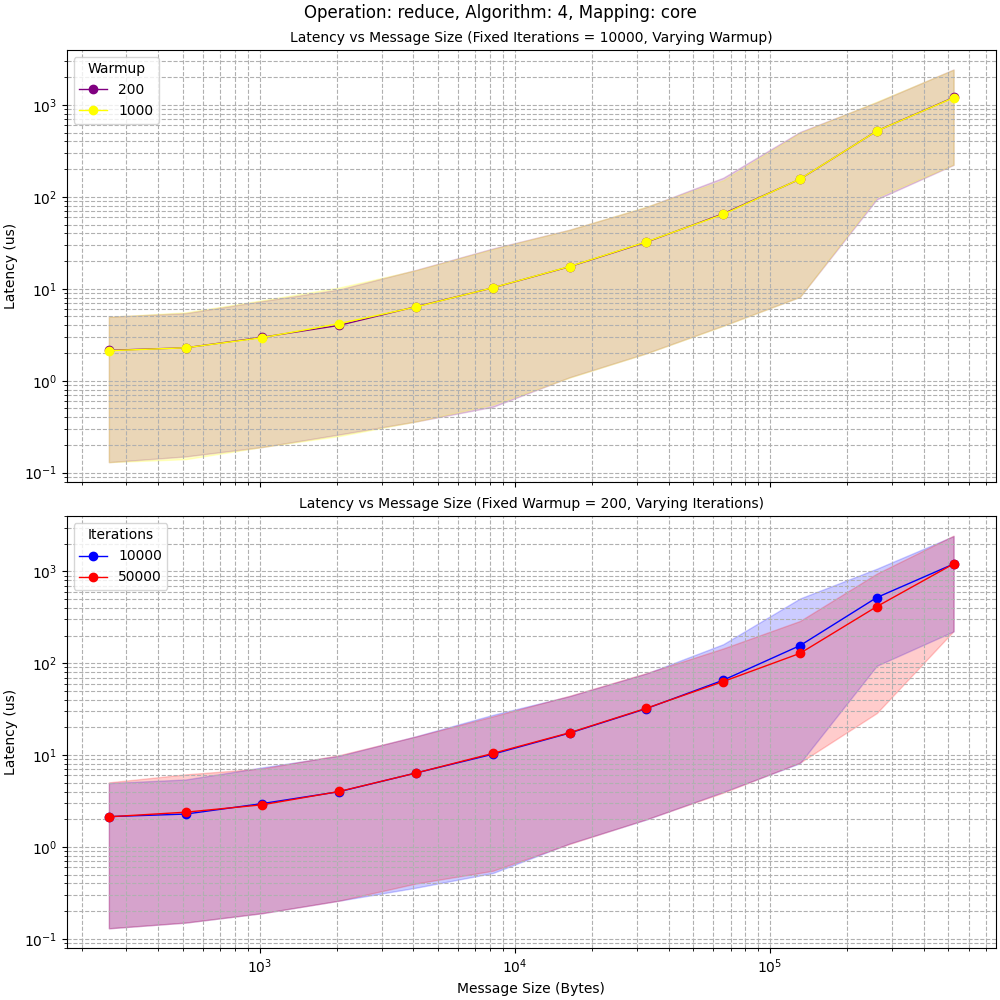 Operation: reduce, Algorithm: 4, Mapping: core
Latency vs Message Size (Fixed Iterations = 10000, Varying Warmup)
Warmup
200
1000
10³
10²
10¹
10⁰
10⁻¹
Latency (us)
Latency vs Message Size (Fixed Warmup = 200, Varying Iterations)
Iterations
10000
50000
10³
10²
10¹
10⁰
10⁻¹
Latency (us)
10³ 10⁴ 10⁵
Message Size (Bytes)